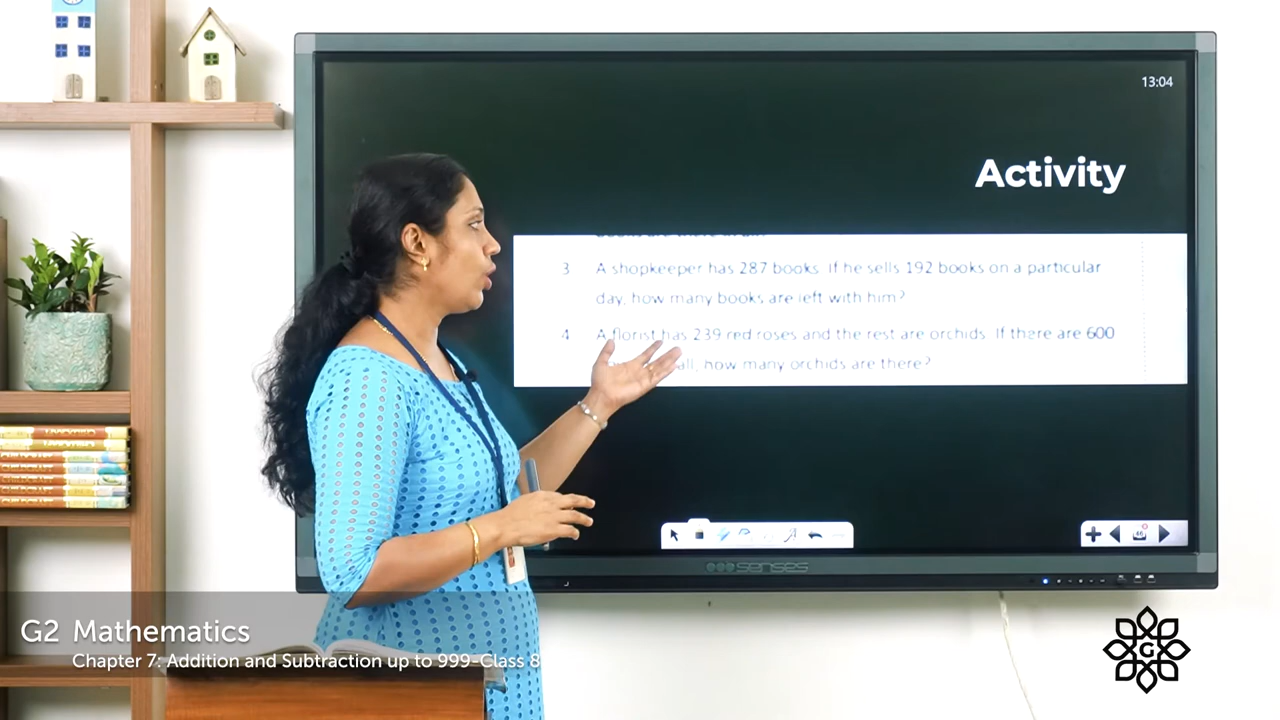 13:04
Activity
3 A shopkeeper has 287 books. If he sells 192 books on a particular
day, how many books are left with him?
4 A florist has 239 red roses and the rest are orchids. If there are 600
all, how many orchids are there?
senses
G2 Mathematics
Chapter 7: Addition and Subtraction up to 999-Class 8
G